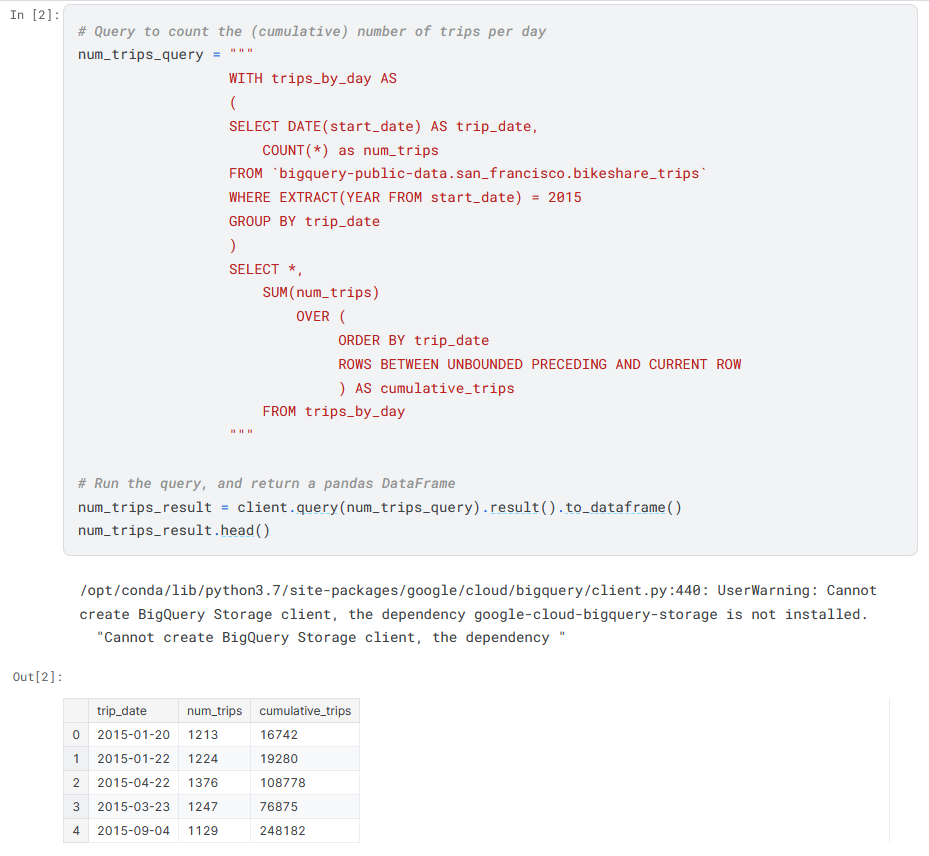 In [2]:
# Query to count the (cumulative) number of trips per day
num_trips_query = """
WITH trips_by_day AS
(
SELECT DATE(start_date) AS trip_date,
COUNT(*) as num_trips
FROM `bigquery-public-data.san_francisco.bikeshare_trips`
WHERE EXTRACT(YEAR FROM start_date) = 2015
GROUP BY trip_date
)
SELECT *,
SUM(num_trips)
OVER (
ORDER BY trip_date
ROWS BETWEEN UNBOUNDED PRECEDING AND CURRENT ROW
) AS cumulative_trips
FROM trips_by_day
"""
# Run the query, and return a pandas DataFrame
num_trips_result = client.query(num_trips_query).result().to_dataframe()
num_trips_result.head()
/opt/conda/lib/python3.7/site-packages/google/cloud/bigquery/client.py:440: UserWarning: Cannot
create BigQuery Storage client, the dependency google-cloud-bigquery-storage is not installed.
"Cannot create BigQuery Storage client, the dependency "
Out[2]:
trip_date num_trips cumulative_trips
0 2015-01-20 1213 16742
1 2015-01-22 1224 19280
2 2015-04-22 1376 108778
3 2015-03-23 1247 76875
4 2015-09-04 1129 248182